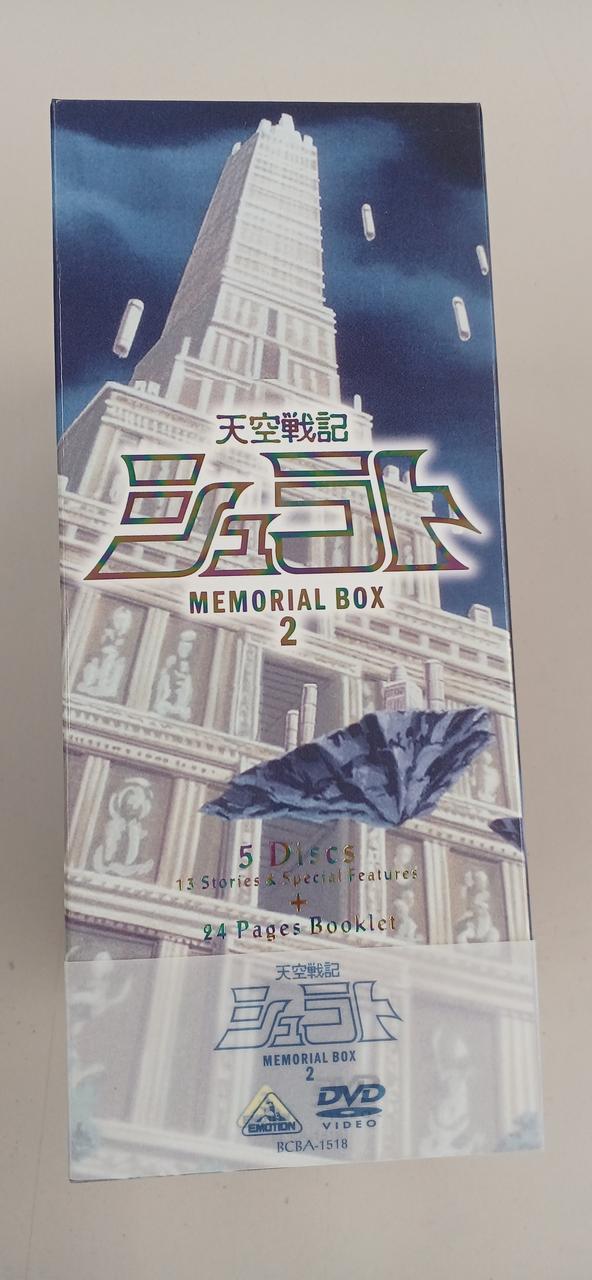 天空戦記
シュラト
MEMORIAL BOX
2
5 Discs
13 Stories & Special Features
+
24 Pages Booklet
天空戦記
シュラト
MEMORIAL BOX
2
EMOTION
DVD
VIDEO
BCBA-1518